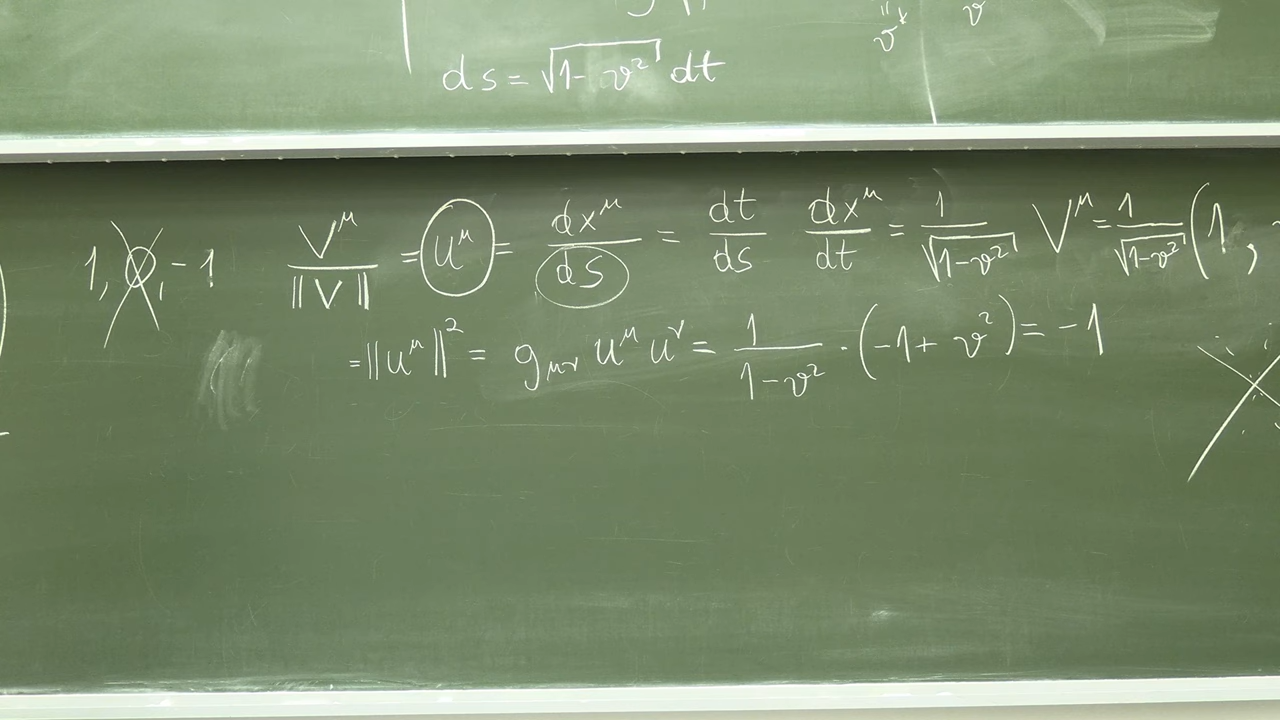 ds = √(1 - v²) dt
1, 0, -1 V^μ / ||V|| = u^μ = dx^μ / ds = dt / ds dx^μ / dt = 1 / √(1-v²) V^μ = 1 / √(1-v²) (1,
= ||u^μ||² = g_μν u^μ u^ν = 1 / (1-v²) · (-1 + v²) = -1